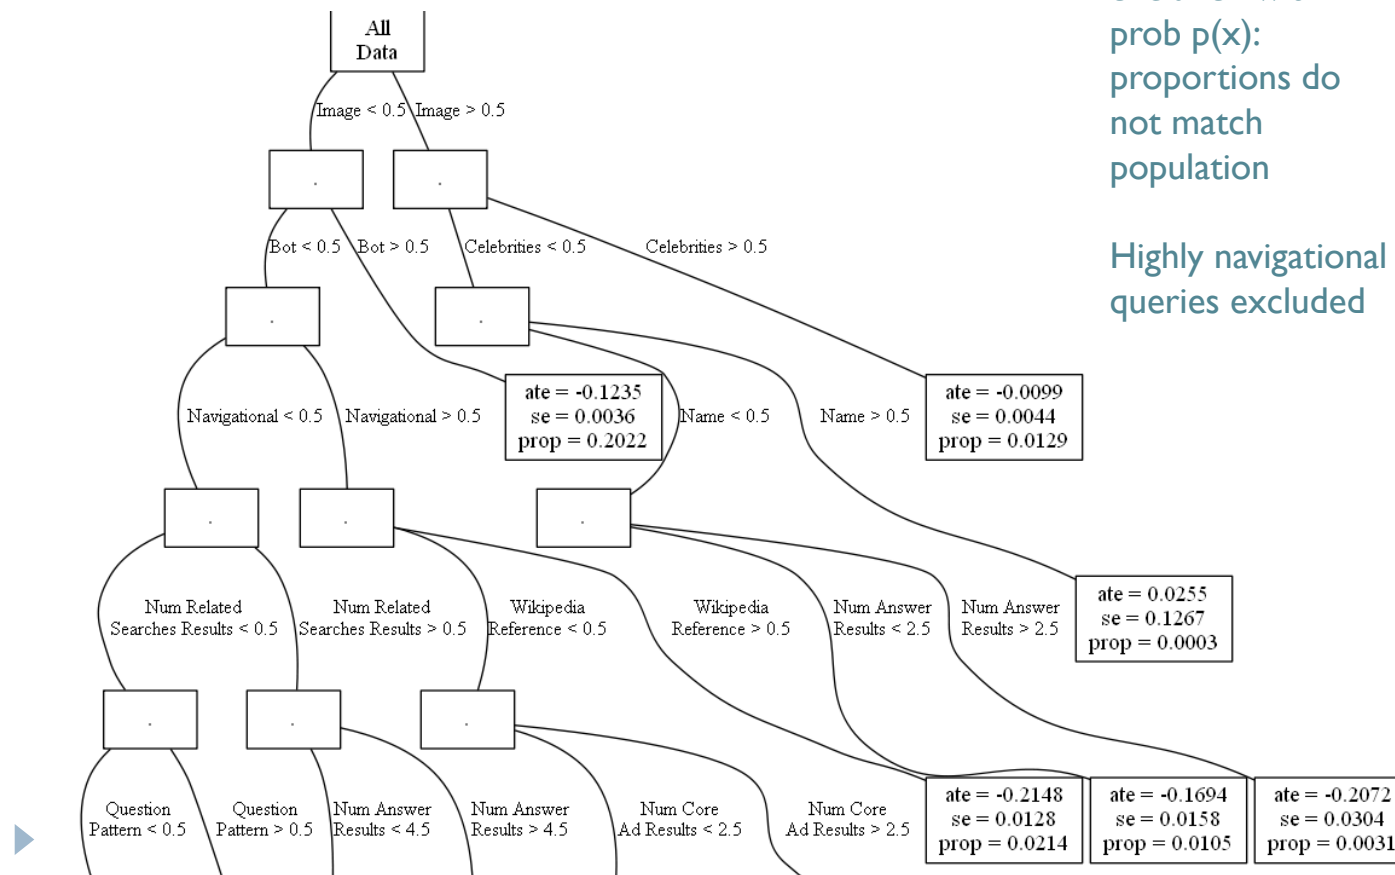 All
Data
prob p(x):
proportions do
not match
population
Highly navigational
queries excluded
Image < 0.5
Image > 0.5
Bot < 0.5
Bot > 0.5
Celebrities < 0.5
Celebrities > 0.5
ate = -0.1235
se = 0.0036
prop = 0.2022
ate = -0.0099
se = 0.0044
prop = 0.0129
Navigational < 0.5
Navigational > 0.5
Name < 0.5
Name > 0.5
ate = 0.0255
se = 0.1267
prop = 0.0003
Num Related
Searches Results < 0.5
Num Related
Searches Results > 0.5
Wikipedia
Reference < 0.5
Wikipedia
Reference > 0.5
Num Answer
Results < 2.5
Num Answer
Results > 2.5
Question
Pattern < 0.5
Question
Pattern > 0.5
Num Answer
Results < 4.5
Num Answer
Results > 4.5
Num Core
Ad Results < 2.5
Num Core
Ad Results > 2.5
ate = -0.2148
se = 0.0128
prop = 0.0214
ate = -0.1694
se = 0.0158
prop = 0.0105
ate = -0.2072
se = 0.0304
prop = 0.0031